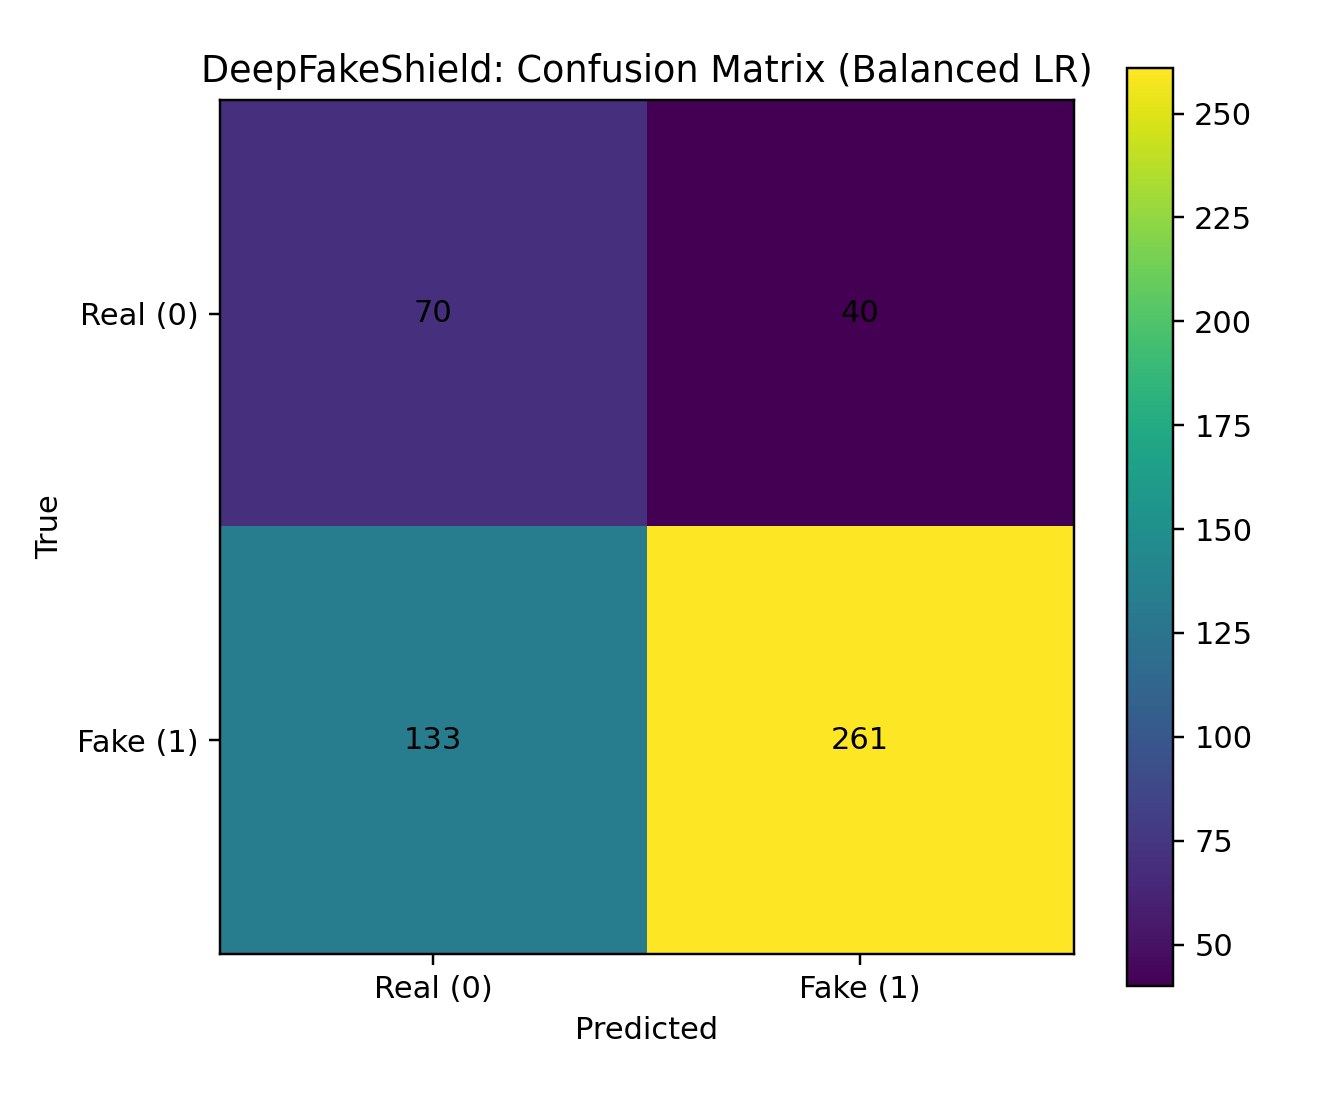 DeepFakeShield: Confusion Matrix (Balanced LR)
250
225
200
175
150
125
100
75
50
True
Real (0)
70
40
Fake (1)
133
261
Real (0)
Fake (1)
Predicted